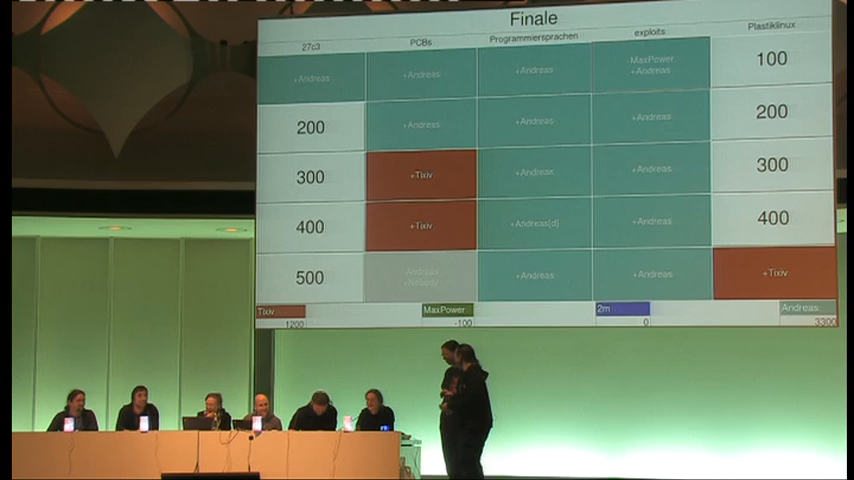 Finale
27c3 PCBs Programmiersprachen exploits Plastiklinux
+Andreas +Andreas +Andreas -MaxPower 100
+Andreas
200 +Andreas +Andreas +Andreas 200
300 +Tixiv +Andreas +Andreas 300
400 +Tixiv +Andreas[d] +Andreas 400
500 -Andreas +Andreas +Andreas +Tixiv
+Nobody
Tixiv MaxPower 2m Andreas
1200 -100 0 3300